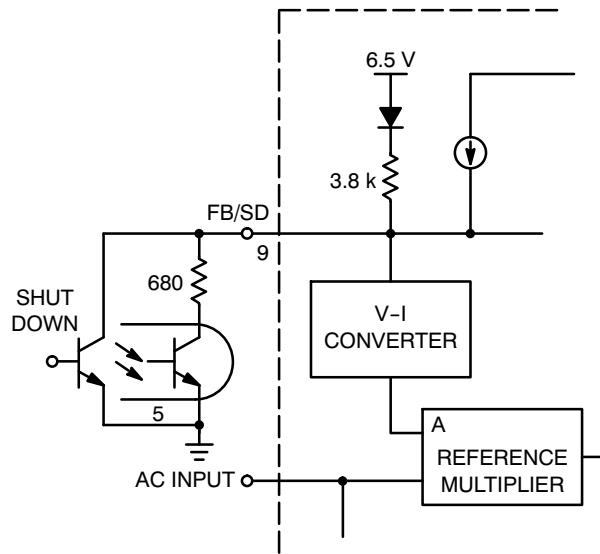 6.5 V
3.8 k
FB/SD
9
680
SHUT
DOWN
V-I
CONVERTER
5
A
REFERENCE
MULTIPLIER
AC INPUT